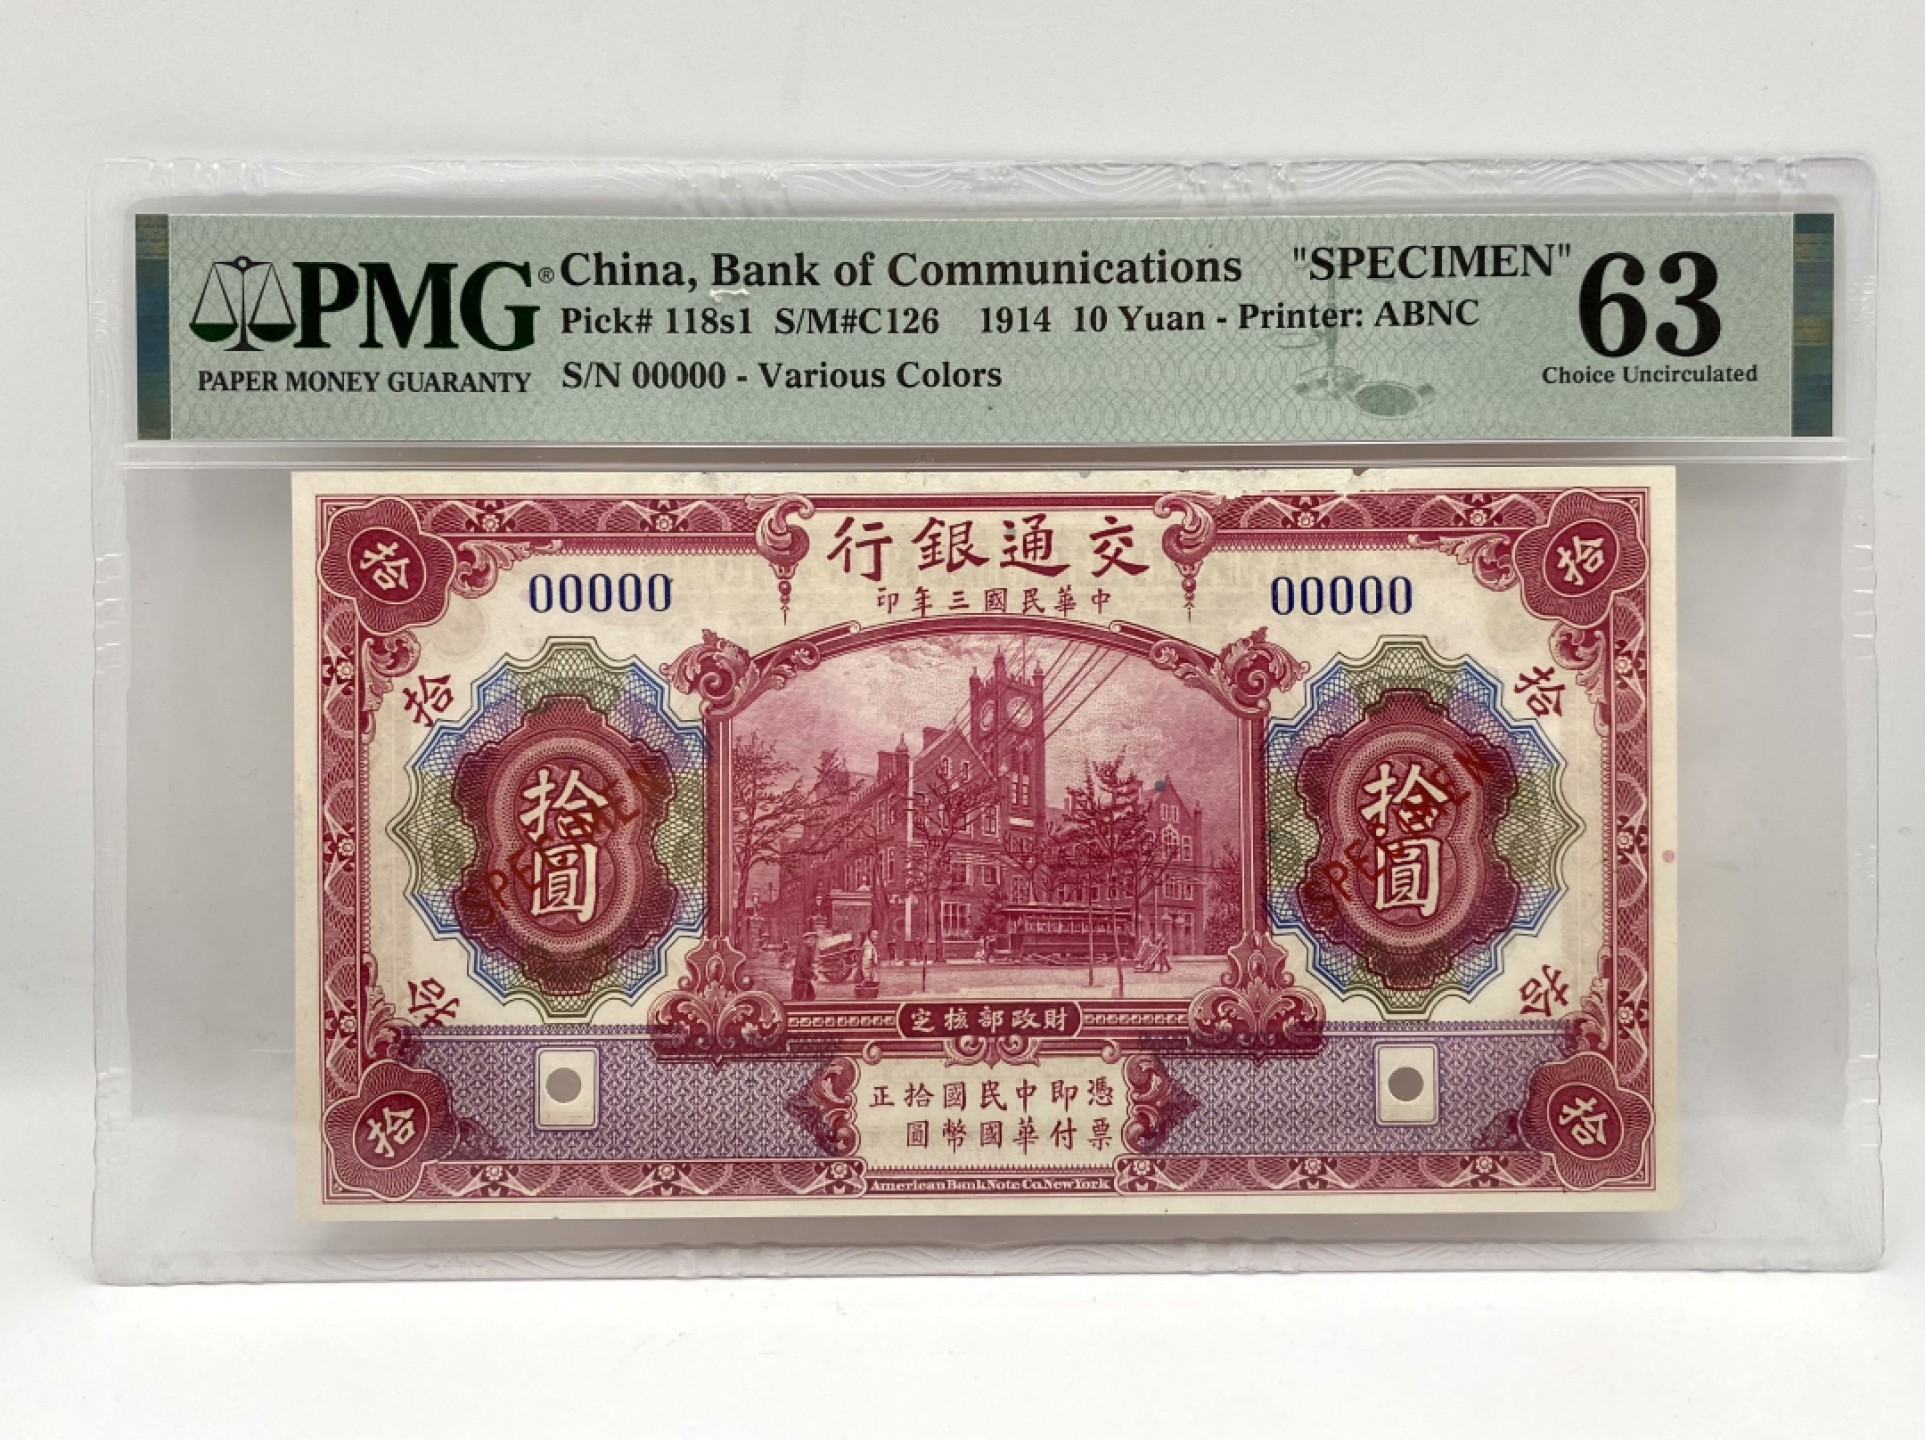 PMG® China, Bank of Communications "SPECIMEN" 63
Pick# 118s1 S/M#C126 1914 10 Yuan - Printer: ABNC
PAPER MONEY GUARANTY S/N 00000 - Various Colors Choice Uncirculated
拾 行銀通交 拾
00000 00000
印年三國民華中
拾 拾
拾圓 拾圓
SPECIMEN SPECIMEN
拾 拾
定核部政財
憑票即付中華民國國幣拾圓正
拾 拾
American Bank Note Co. New York